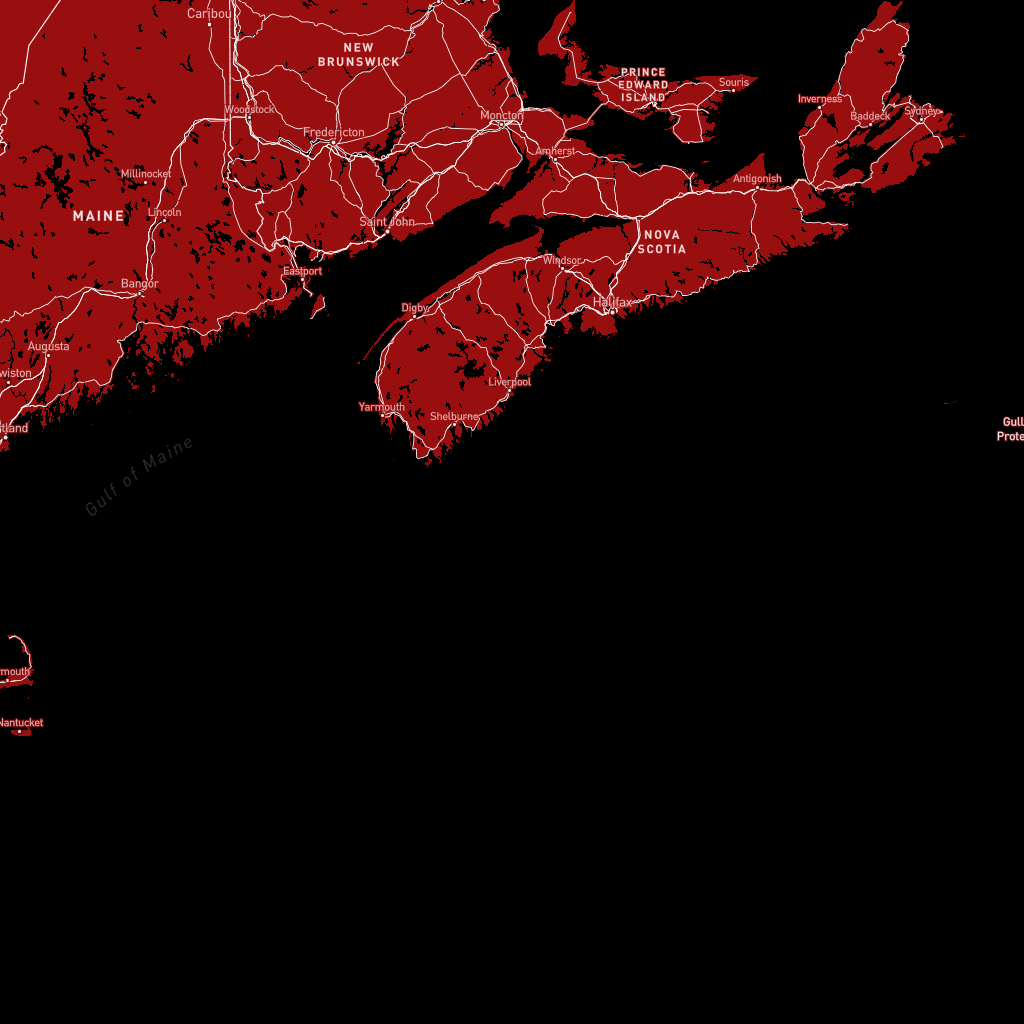 Caribou
NEW
BRUNSWICK
PRINCE
EDWARD
ISLAND
Souris
Inverness
Baddeck
Sydney
Woodstock
Fredericton
Moncton
Amherst
Millinocket
Antigonish
MAINE
Lincoln
Saint John
NOVA
SCOTIA
Windsor
Eastport
Bangor
Digby
Halifax
Augusta
wiston
Liverpool
Yarmouth
Shelburne
tland
Gull
Prote
Gulf of Maine
mouth
Nantucket